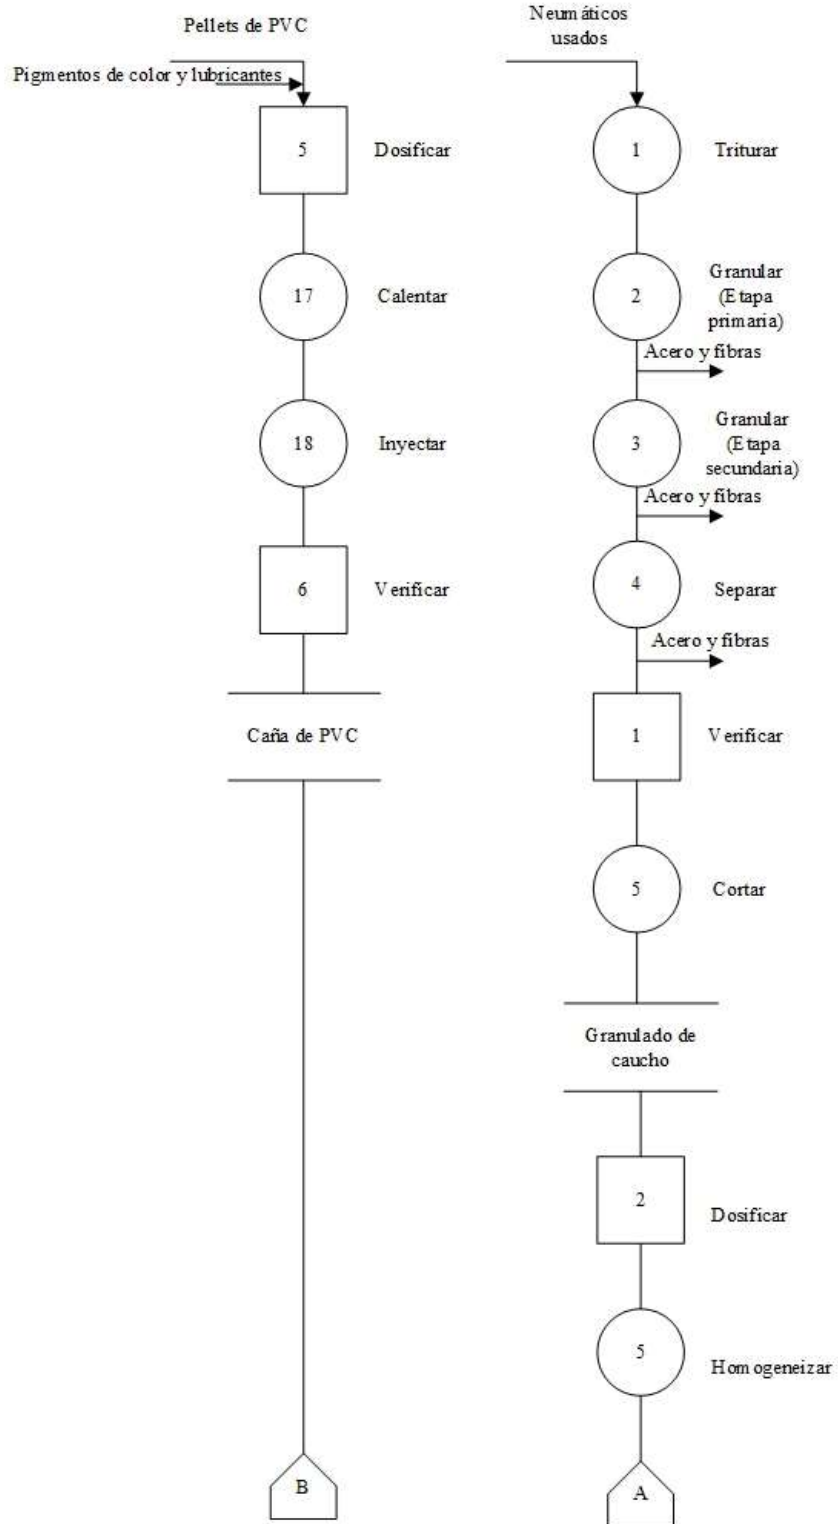 Pellets de PVC
Pigmentos de color y lubricantes
5
Dosificar
17
Calentar
18
Inyectar
6
Verificar
Caña de PVC
B
Neumáticos
usados
1
Triturar
2
Granular
(Etapa
primaria)
Acero y fibras
3
Granular
(Etapa
secundaria)
Acero y fibras
4
Separar
Acero y fibras
1
Verificar
5
Cortar
Granulado de
caucho
2
Dosificar
5
Homogeneizar
A